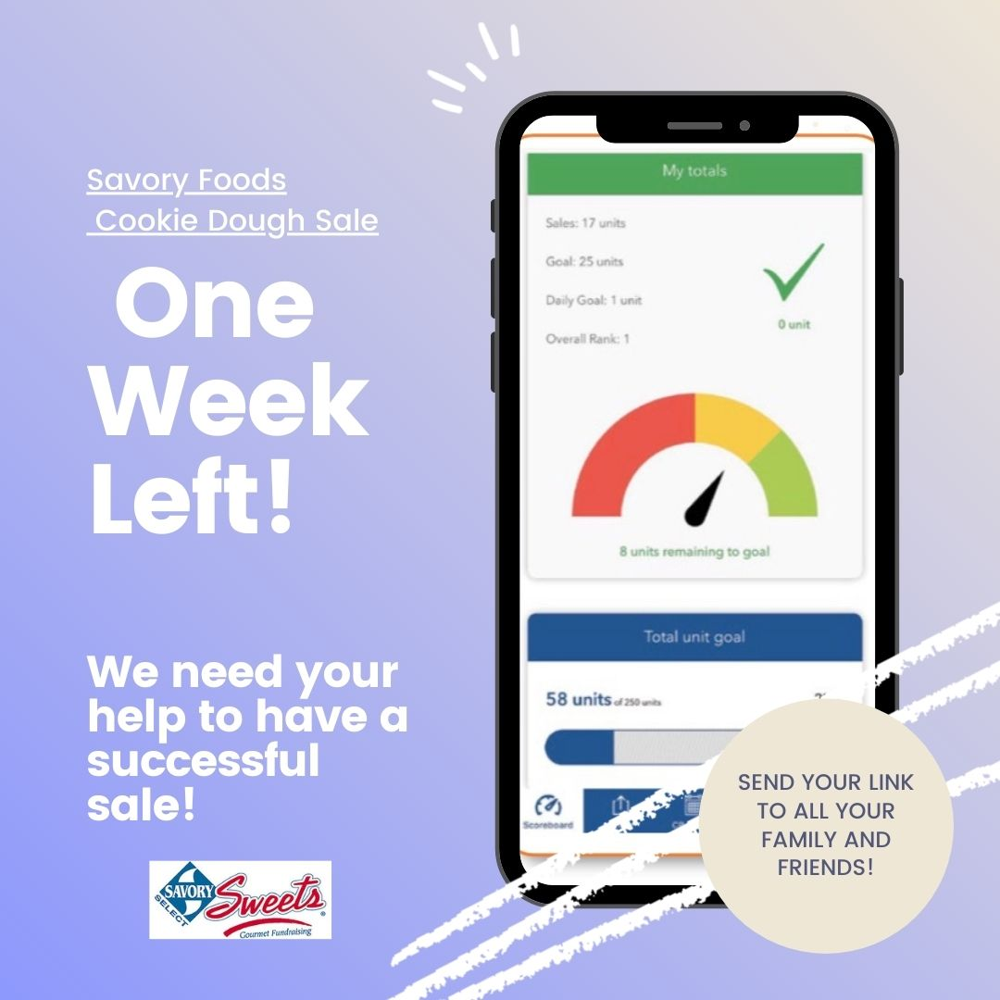 Savory Foods
Cookie Dough Sale
One
Week
Left!
We need your
help to have a
successful
sale!
SAVORY
SELECT
Sweets
Gourmet Fundraising
My totals
Sales: 17 units
Goal: 25 units
Daily Goal: 1 unit
Overall Rank: 1
0 unit
8 units remaining to goal
Total unit goal
58 units of 250 units
Scoreboard
SEND YOUR LINK
TO ALL YOUR
FAMILY AND
FRIENDS!